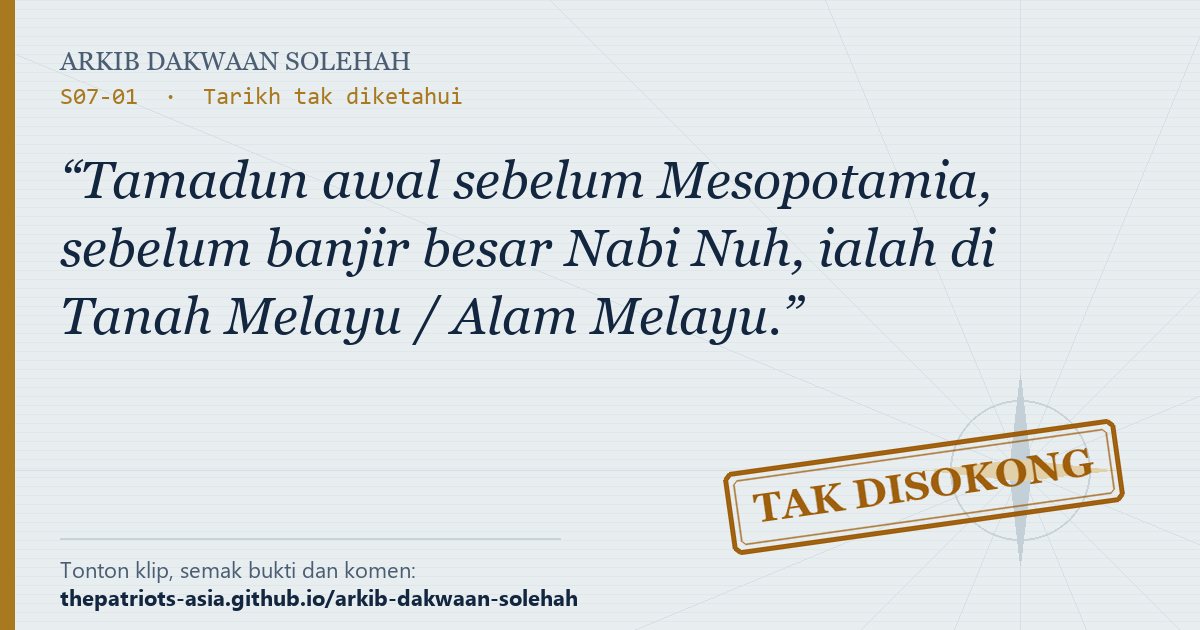 ARKIB DAKWAAN SOLEHAH
S07-01 · Tarikh tak diketahui
“Tamadun awal sebelum Mesopotamia,
sebelum banjir besar Nabi Nuh, ialah di
Tanah Melayu / Alam Melayu.”
TAK DISOKONG
Tonton klip, semak bukti dan komen:
thepatriots-asia.github.io/arkib-dakwaan-solehah